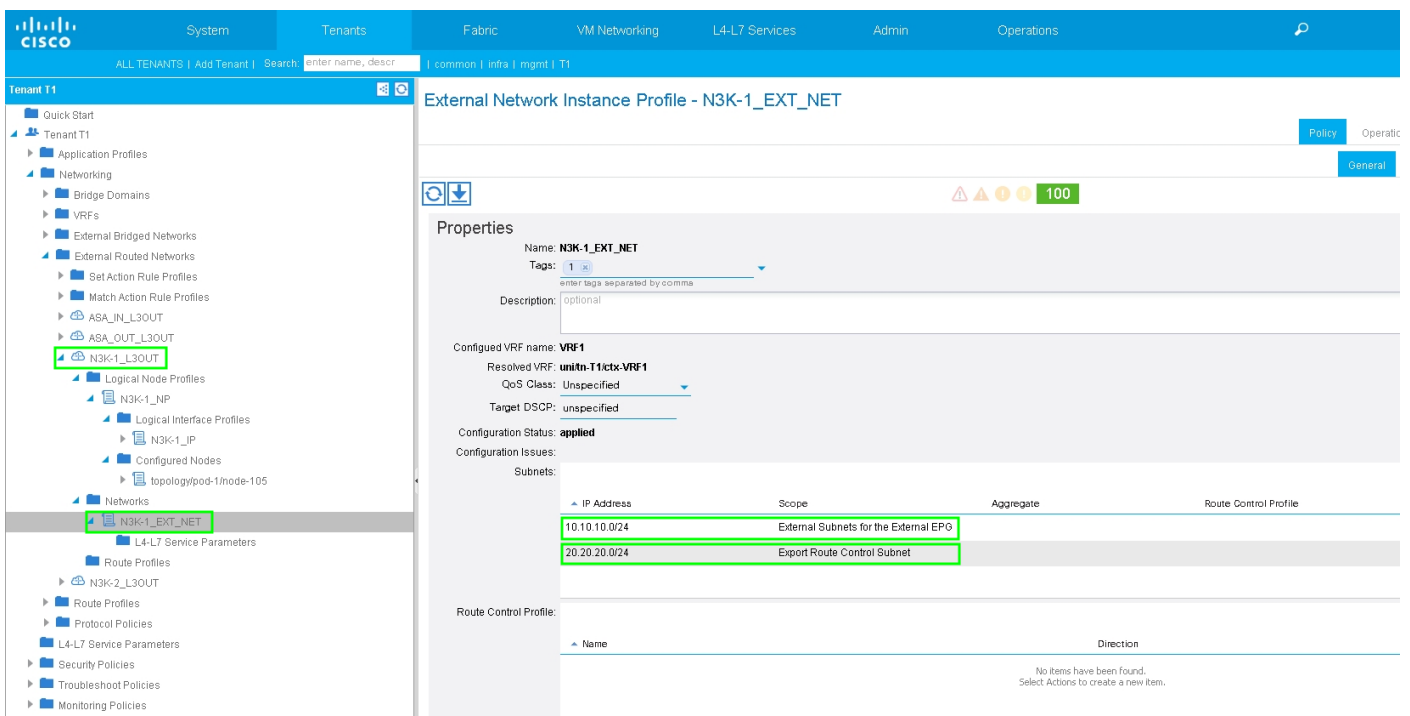 CISCO
System Tenants Fabric VM Networking L4-L7 Services Admin Operations
ALL TENANTS | Add Tenant | Search: enter name, descr | common | infra | mgmt | T1
Tenant T1
Quick Start
Tenant T1
Application Profiles
Networking
Bridge Domains
VRFs
External Bridged Networks
External Routed Networks
Set Action Rule Profiles
Match Action Rule Profiles
ASA_IN_L3OUT
ASA_OUT_L3OUT
N3K-1_L3OUT
Logical Node Profiles
N3K-1_NP
Logical Interface Profiles
N3K-1_IP
Configured Nodes
topology/pod-1/node-105
Networks
N3K-1_EXT_NET
L4-L7 Service Parameters
Route Profiles
N3K-2_L3OUT
Route Profiles
Protocol Policies
L4-L7 Service Parameters
Security Policies
Troubleshoot Policies
Monitoring Policies
External Network Instance Profile - N3K-1_EXT_NET
Policy Operatio
General
100
Properties
Name: N3K-1_EXT_NET
Tags: 1
enter tags separated by comma
Description: optional
Configued VRF name: VRF1
Resolved VRF: uni/tn-T1/ctx-VRF1
QoS Class: Unspecified
Target DSCP: unspecified
Configuration Status: applied
Configuration Issues:
Subnets:
IP Address Scope Aggregate Route Control Profile
10.10.10.0/24 External Subnets for the External EPG
20.20.20.0/24 Export Route Control Subnet
Route Control Profile:
Name Direction
No items have been found.
Select Actions to create a new item.